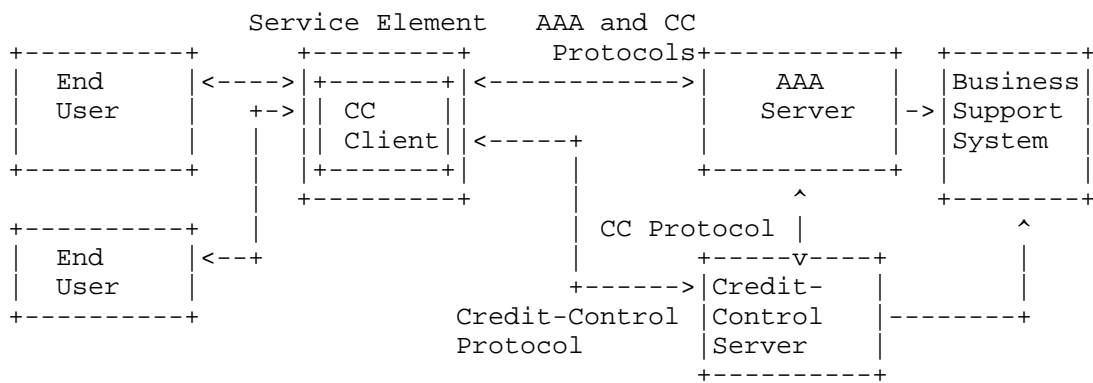 Service Element AAA and CC
Protocols
End AAA Business
User CC Server Support
Client System
CC Protocol
End
User Credit-
Credit-Control Control
Protocol Server